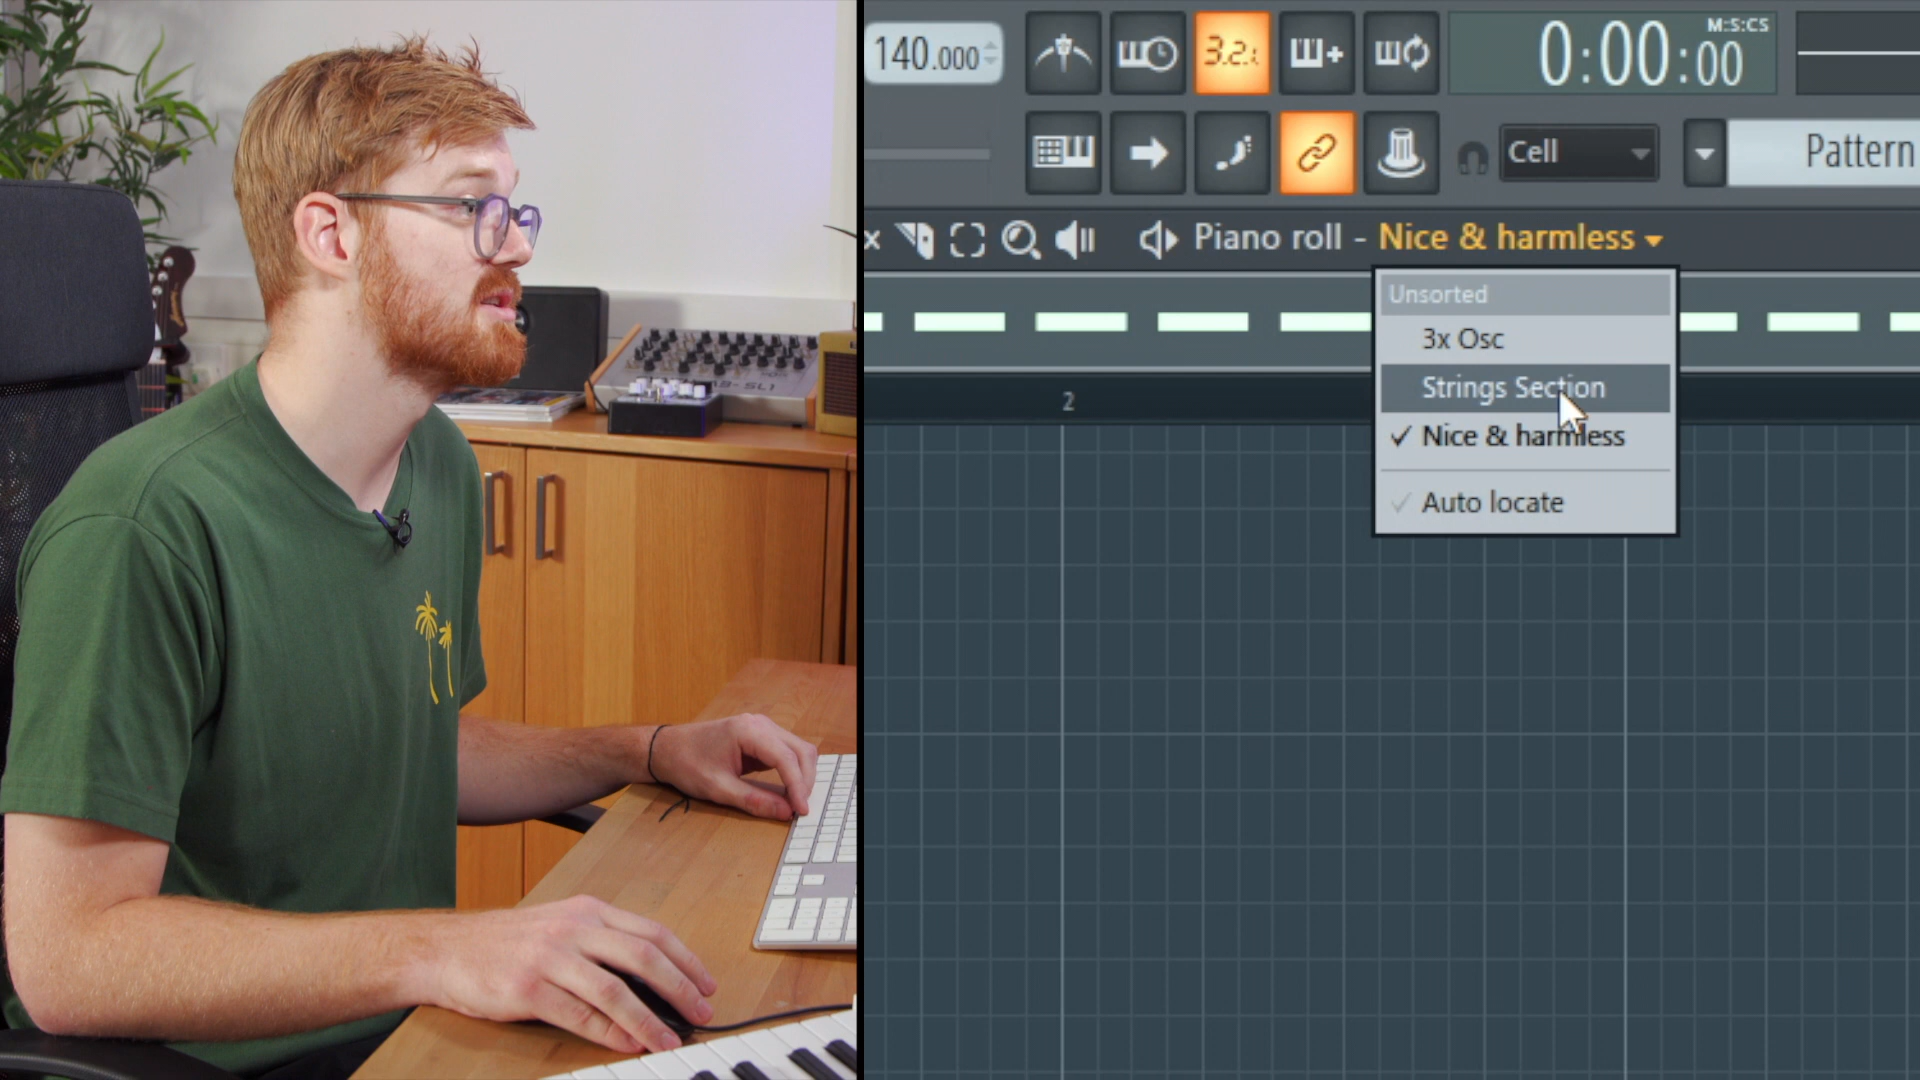 140.000
3.2.
0:00:00
M:S:CS
Cell
Pattern
Piano roll - Nice & harmless
Unsorted
3x Osc
Strings Section
Nice & harmless
Auto locate
2